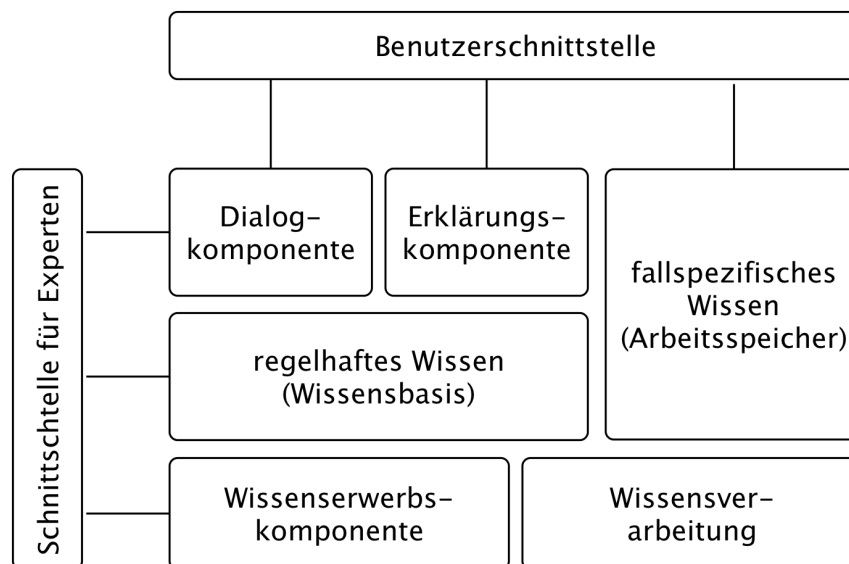 Benutzerschnittstelle
Schnittschtelle für Experten
Dialog-
komponente
Erklärungs-
komponente
fallspezifisches
Wissen
(Arbeitsspeicher)
regelhaftes Wissen
(Wissensbasis)
Wissenserwerbs-
komponente
Wissensver-
arbeitung